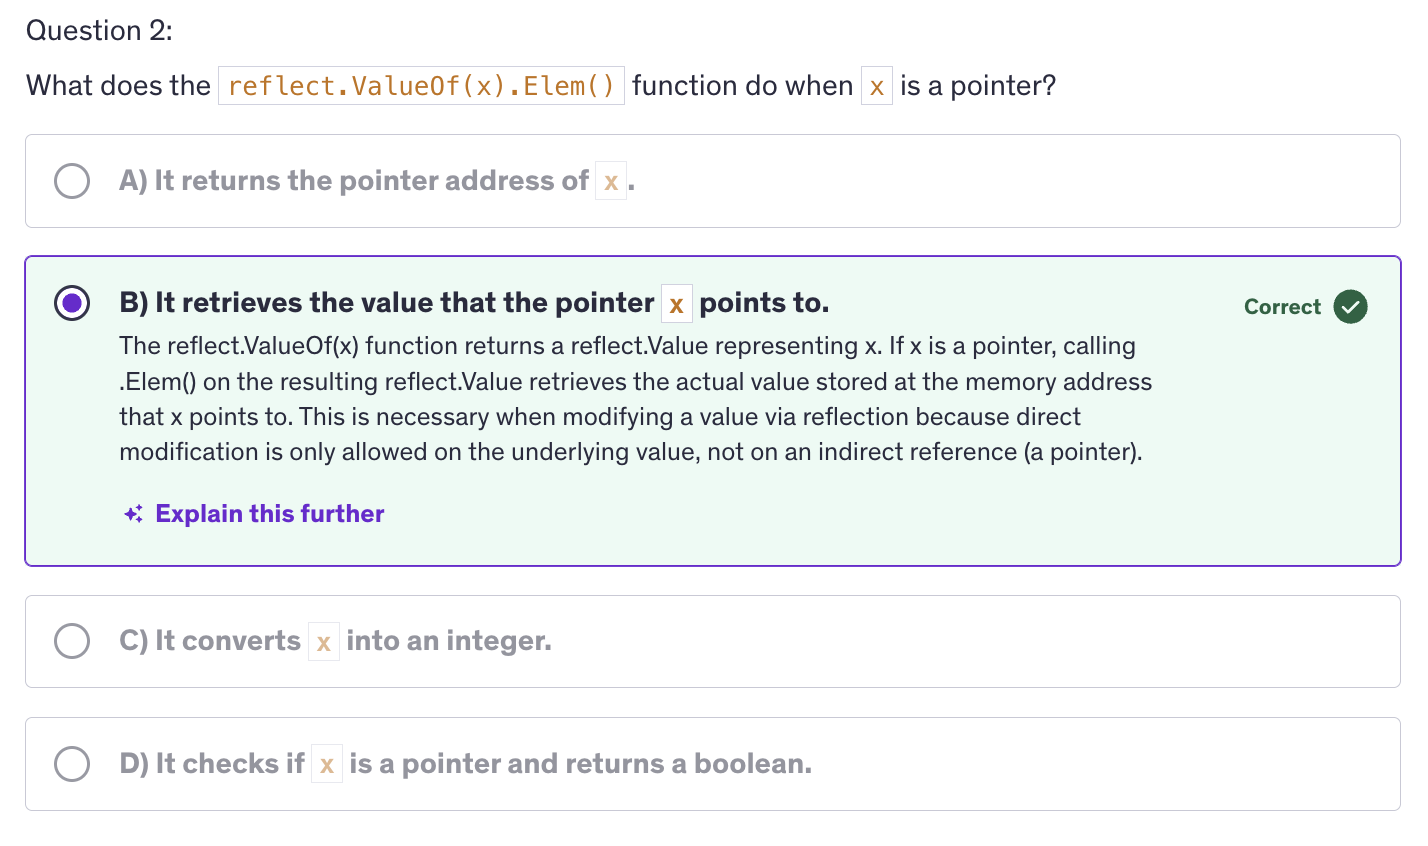 Question 2:
What does the reflect.ValueOf(x).Elem() function do when x is a pointer?
A) It returns the pointer address of x.
B) It retrieves the value that the pointer x points to.
Correct
The reflect.ValueOf(x) function returns a reflect.Value representing x. If x is a pointer, calling
.Elem() on the resulting reflect.Value retrieves the actual value stored at the memory address
that x points to. This is necessary when modifying a value via reflection because direct
modification is only allowed on the underlying value, not on an indirect reference (a pointer).
Explain this further
C) It converts x into an integer.
D) It checks if x is a pointer and returns a boolean.